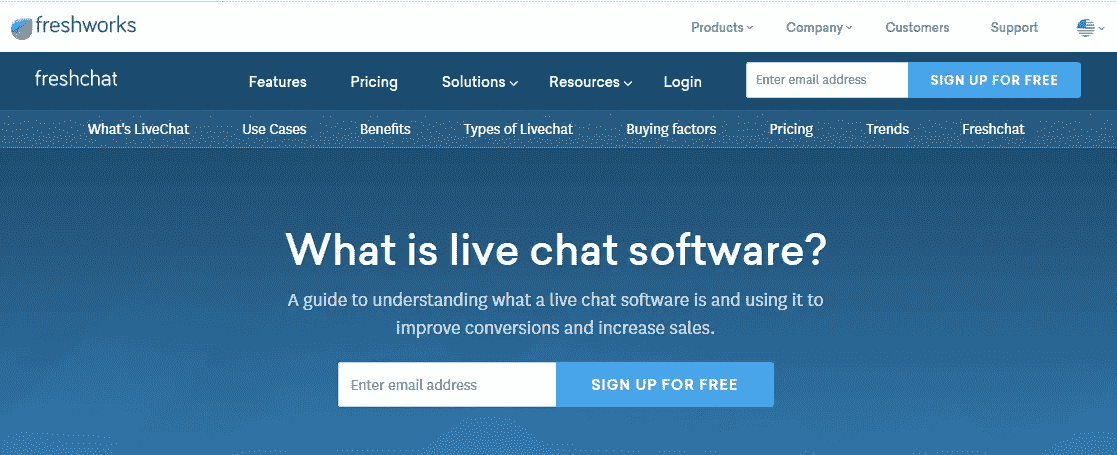 freshworks Products Company Customers Support
freshchat Features Pricing Solutions Resources Login Enter email address SIGN UP FOR FREE
What's LiveChat Use Cases Benefits Types of Livechat Buying factors Pricing Trends Freshchat
What is live chat software?
A guide to understanding what a live chat software is and using it to
improve conversions and increase sales.
Enter email address SIGN UP FOR FREE